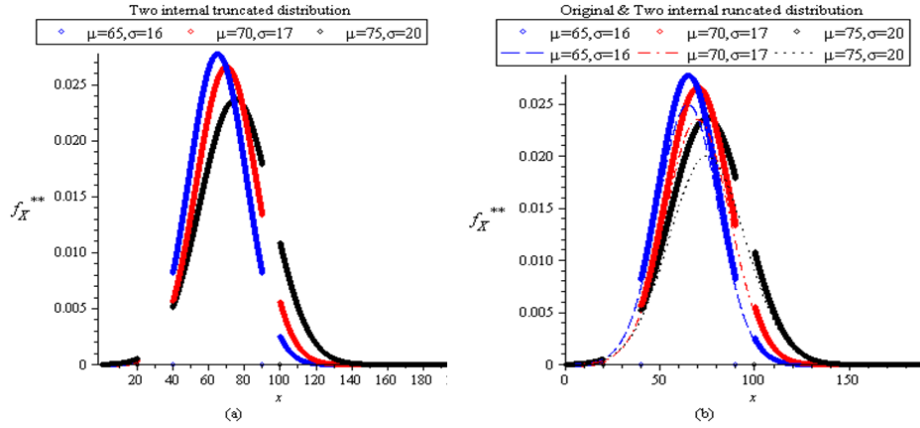 Two internal truncated distribution
μ=65,σ=16 μ=70,σ=17 μ=75,σ=20
0.025
0.020
0.015
f_X**
0.010
0.005
0
20 40 60 80 100 120 140 160 180
x
(a)
Original & Two internal runcated distribution
μ=65,σ=16 μ=70,σ=17 μ=75,σ=20
μ=65,σ=16 μ=70,σ=17 μ=75,σ=20
0.025
0.020
0.015
f_X**
0.010
0.005
0
0 50 100 150
x
(b)